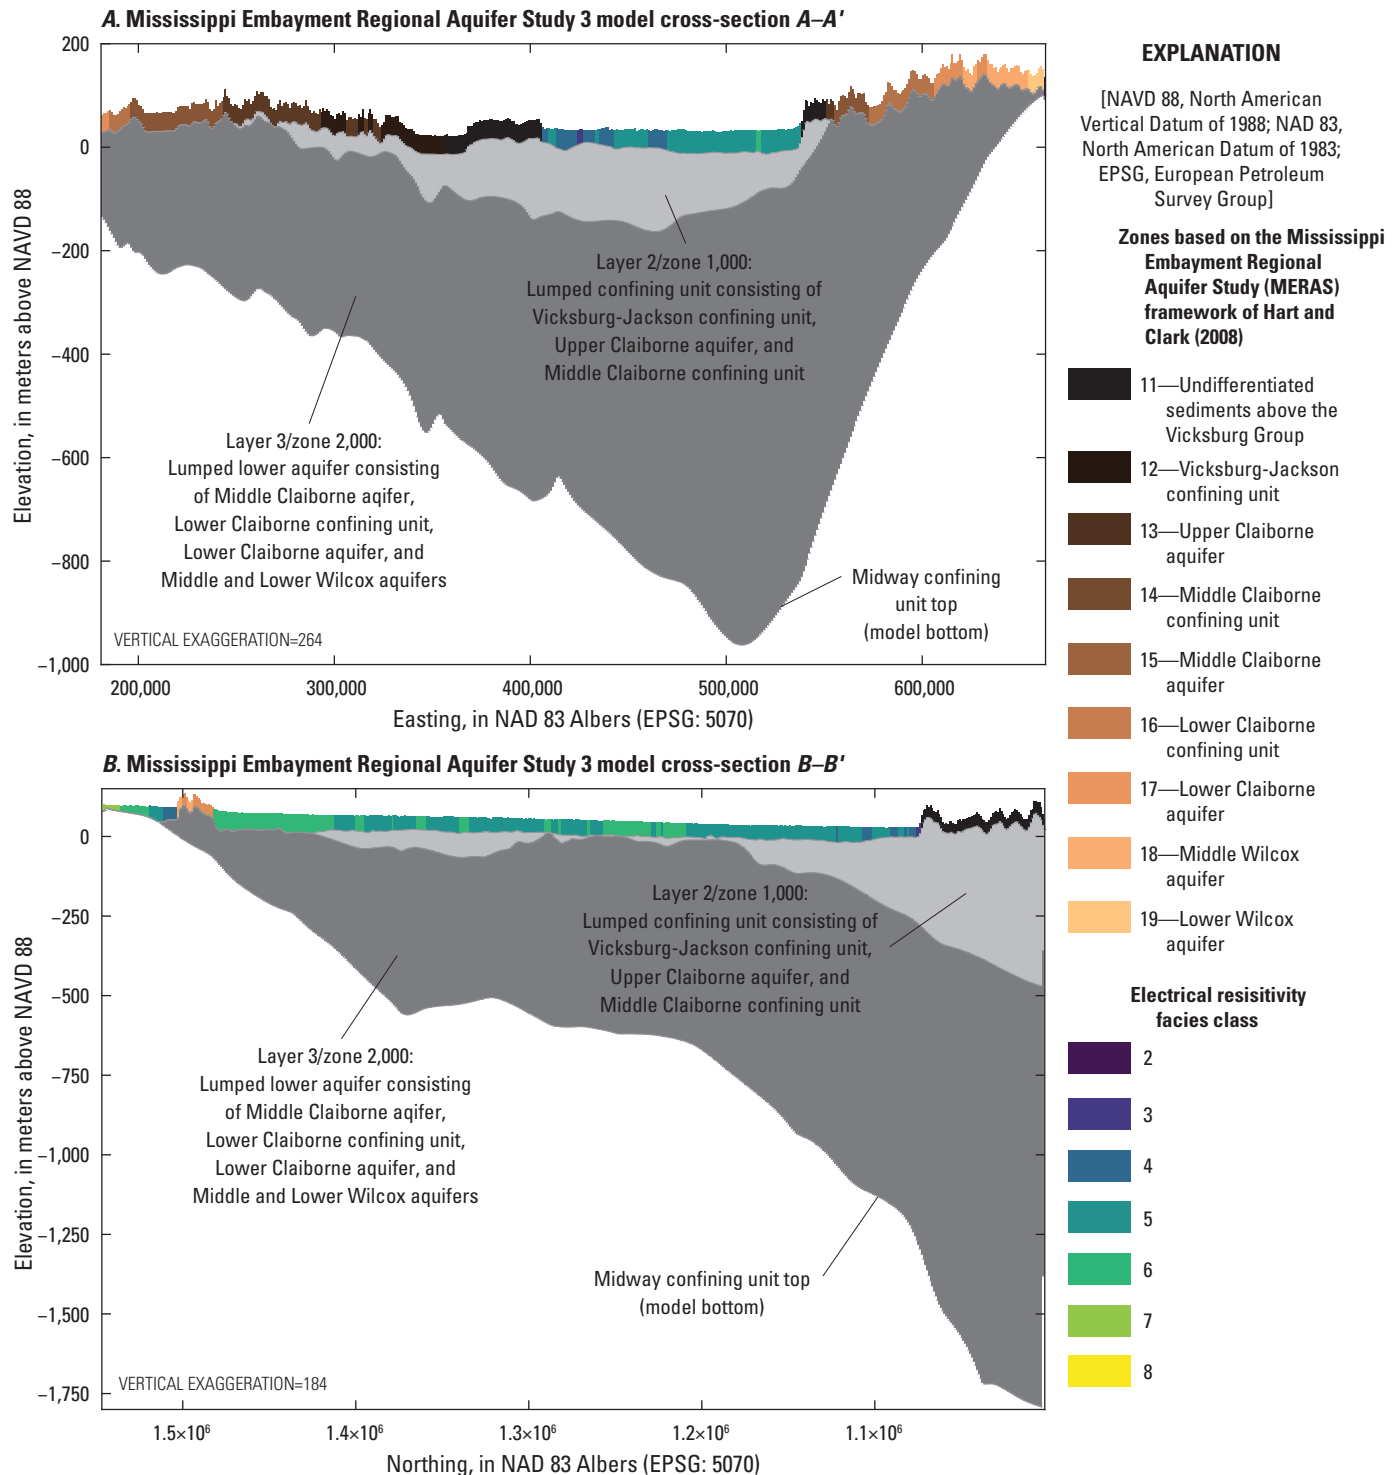 A. Mississippi Embayment Regional Aquifer Study 3 model cross-section A–A'
200
0
−200
−400
−600
−800
−1,000
Elevation, in meters above NAVD 88
Layer 2/zone 1,000:
Lumped confining unit consisting of
Vicksburg-Jackson confining unit,
Upper Claiborne aquifer, and
Middle Claiborne confining unit
Layer 3/zone 2,000:
Lumped lower aquifer consisting
of Middle Claiborne aqifer,
Lower Claiborne confining unit,
Lower Claiborne aquifer, and
Middle and Lower Wilcox aquifers
Midway confining
unit top
(model bottom)
VERTICAL EXAGGERATION=264
200,000 300,000 400,000 500,000 600,000
Easting, in NAD 83 Albers (EPSG: 5070)
B. Mississippi Embayment Regional Aquifer Study 3 model cross-section B–B'
0
−250
−500
−750
−1,000
−1,250
−1,500
−1,750
Elevation, in meters above NAVD 88
Layer 2/zone 1,000:
Lumped confining unit consisting of
Vicksburg-Jackson confining unit,
Upper Claiborne aquifer, and
Middle Claiborne confining unit
Layer 3/zone 2,000:
Lumped lower aquifer consisting
of Middle Claiborne aqifer,
Lower Claiborne confining unit,
Lower Claiborne aquifer, and
Middle and Lower Wilcox aquifers
Midway confining unit top
(model bottom)
VERTICAL EXAGGERATION=184
1.5×10⁶ 1.4×10⁶ 1.3×10⁶ 1.2×10⁶ 1.1×10⁶
Northing, in NAD 83 Albers (EPSG: 5070)
EXPLANATION
[NAVD 88, North American
Vertical Datum of 1988; NAD 83,
North American Datum of 1983;
EPSG, European Petroleum
Survey Group]
Zones based on the Mississippi
Embayment Regional
Aquifer Study (MERAS)
framework of Hart and
Clark (2008)
11—Undifferentiated
sediments above the
Vicksburg Group
12—Vicksburg-Jackson
confining unit
13—Upper Claiborne
aquifer
14—Middle Claiborne
confining unit
15—Middle Claiborne
aquifer
16—Lower Claiborne
confining unit
17—Lower Claiborne
aquifer
18—Middle Wilcox
aquifer
19—Lower Wilcox
aquifer
Electrical resisitivity
facies class
2
3
4
5
6
7
8